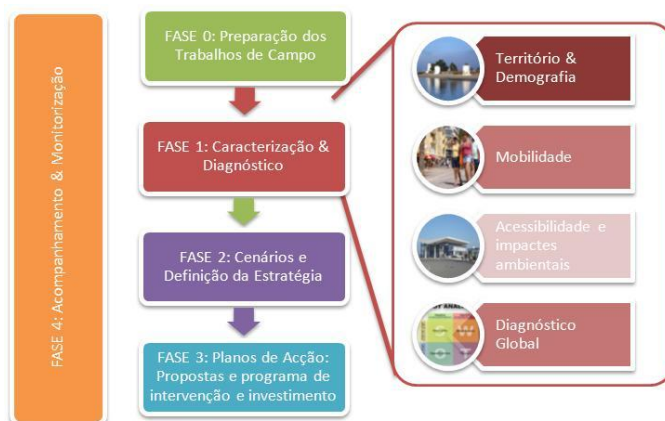 FASE 4: Acompanhamento & Monitorização
FASE 0: Preparação dos
Trabalhos de Campo
FASE 1: Caracterização &
Diagnóstico
FASE 2: Cenários e
Definição da Estratégia
FASE 3: Planos de Acção:
Propostas e programa de
intervenção e investimento
Território &
Demografia
Mobilidade
Acessibilidade e
impactes
ambientais
Diagnóstico
Global
S W
O T